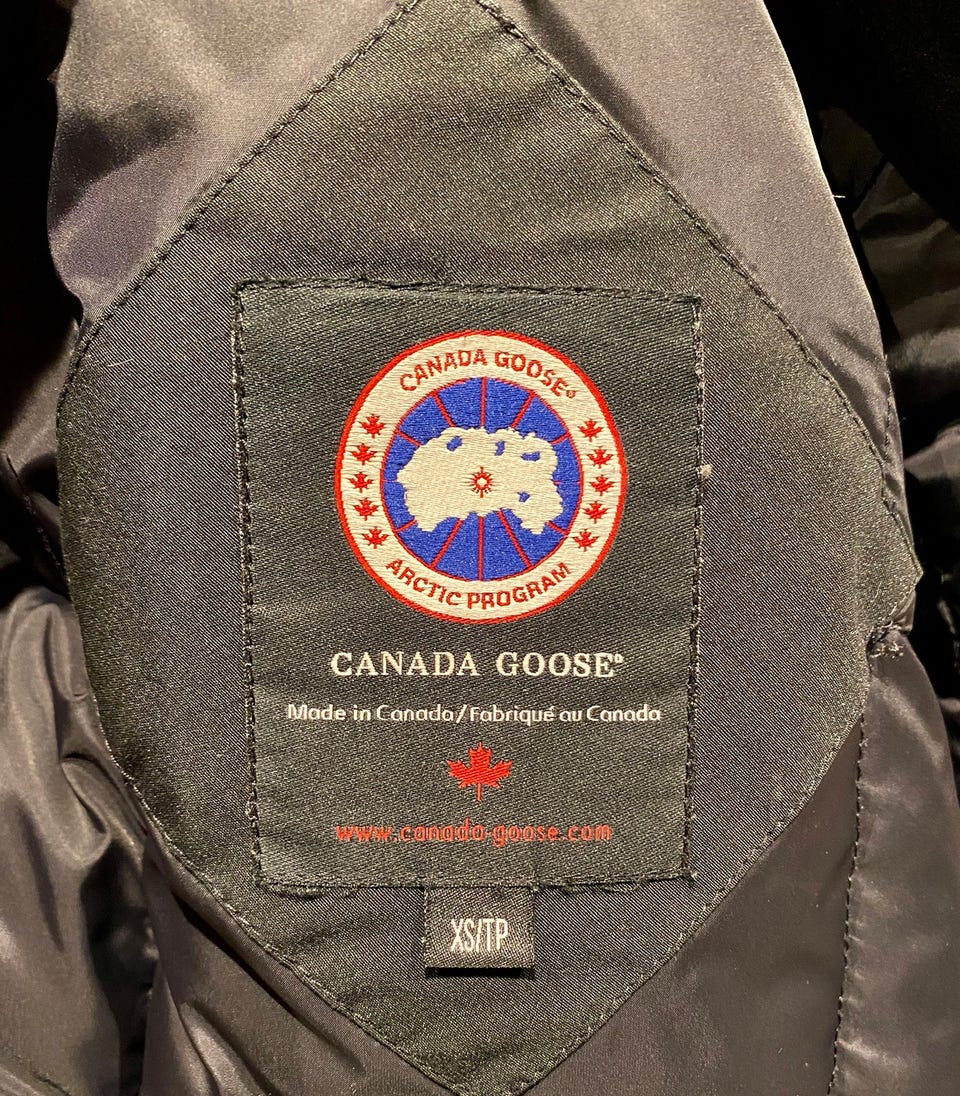 CANADA GOOSE®
ARCTIC PROGRAM
CANADA GOOSE®
Made in Canada/Fabriqué au Canada
www.canada-goose.com
XS/TP